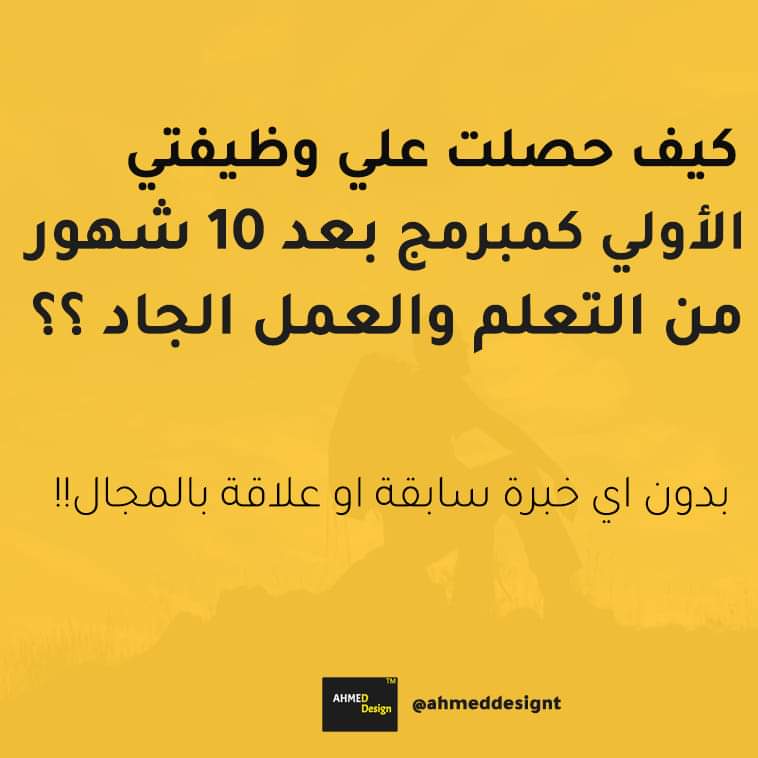 كيف حصلت علي وظيفتي
الأولي كمبرمج بعد 10 شهور
من التعلم والعمل الجاد ؟؟
بدون اي خبرة سابقة او علاقة بالمجال!!
AHMED
Design
TM
@ahmeddesignt